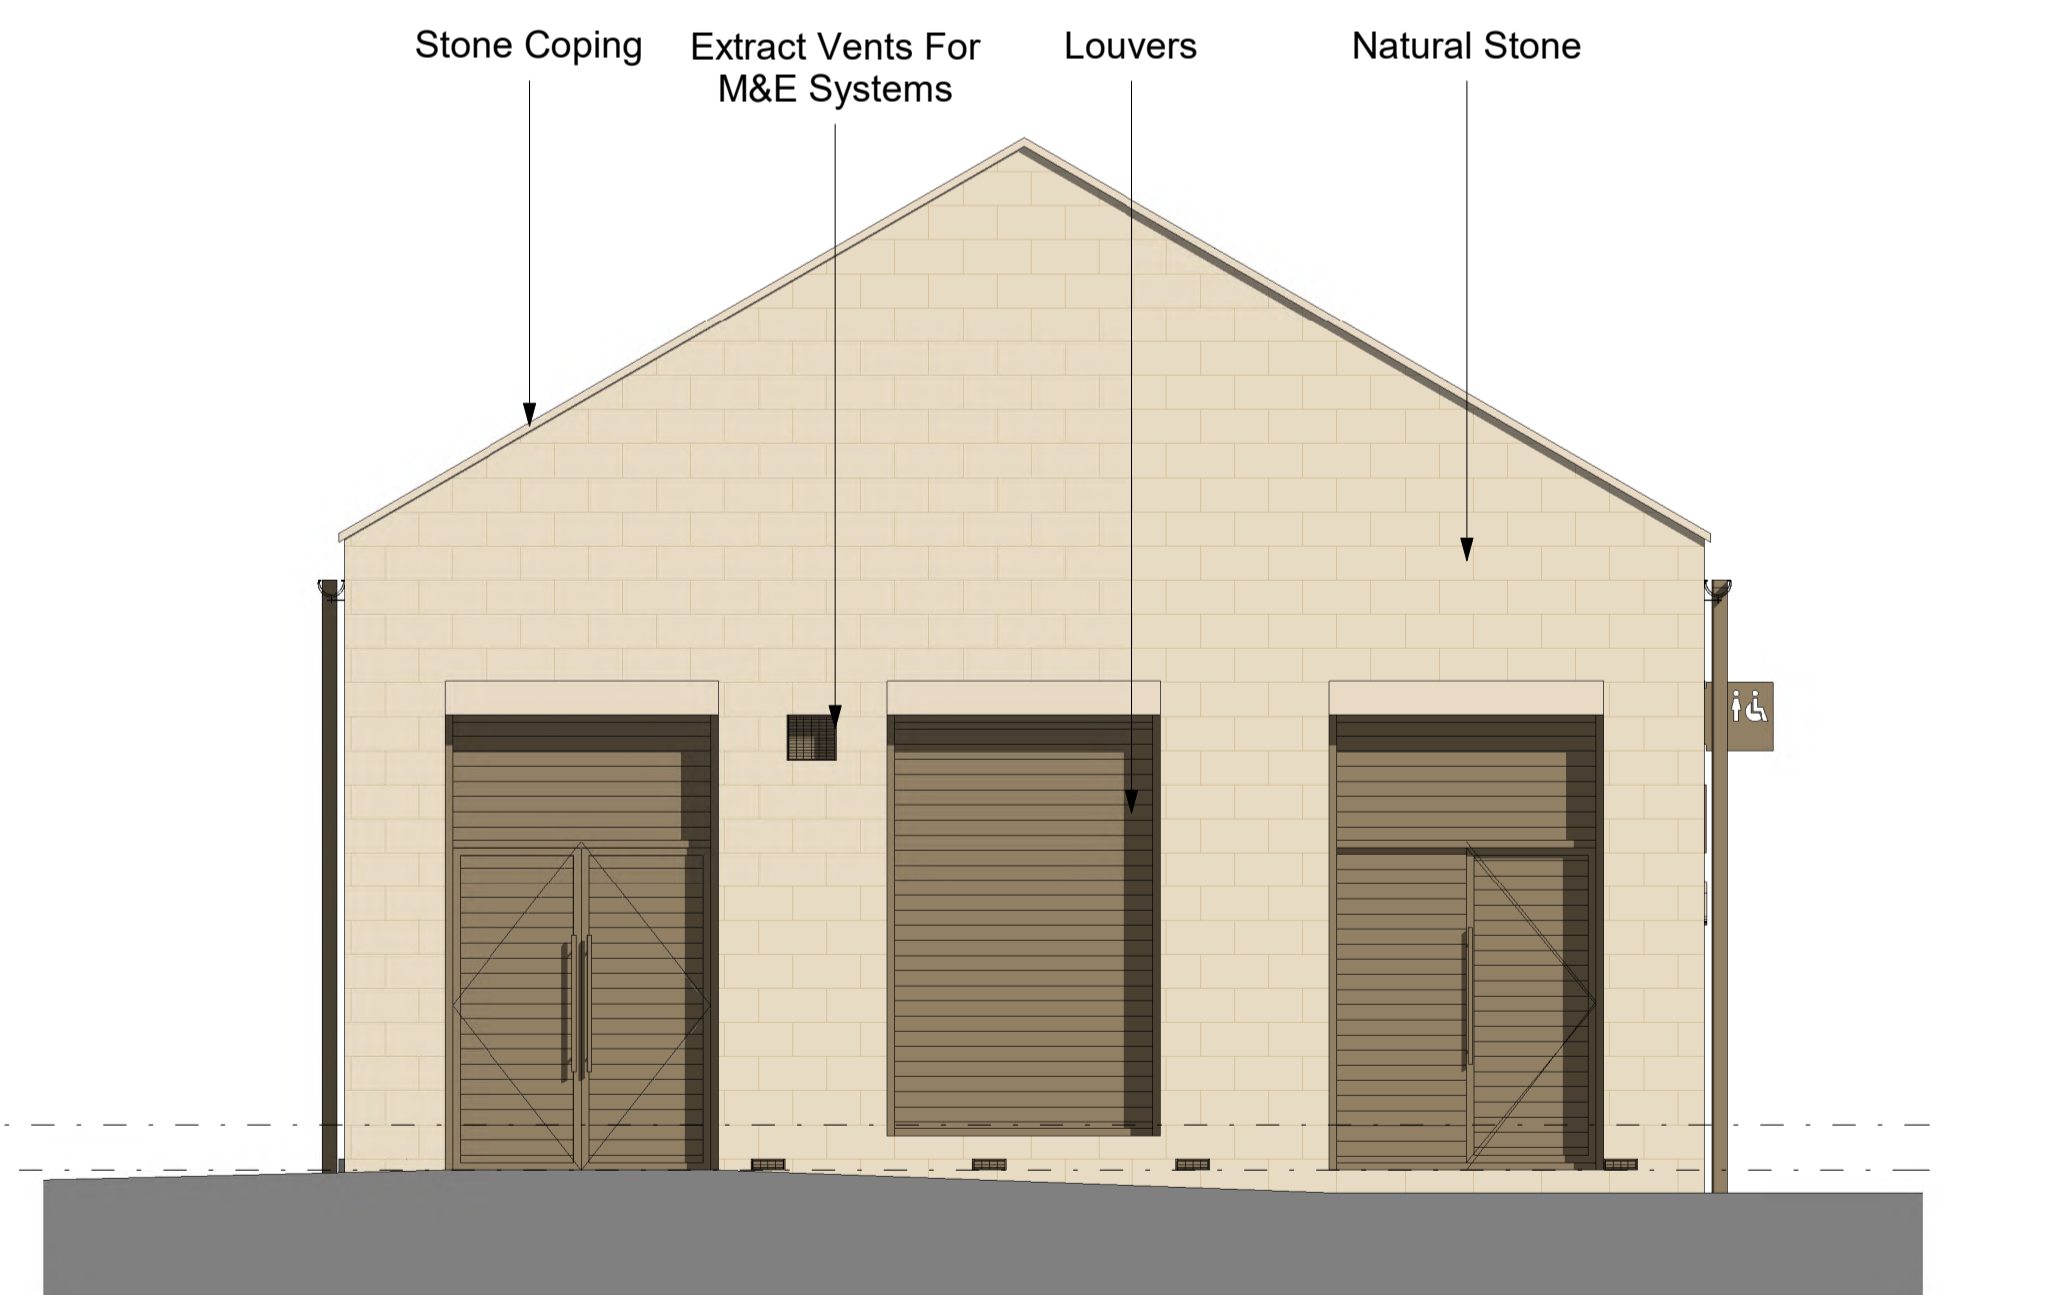 Stone Coping
Extract Vents For
M&E Systems
Louvers
Natural Stone